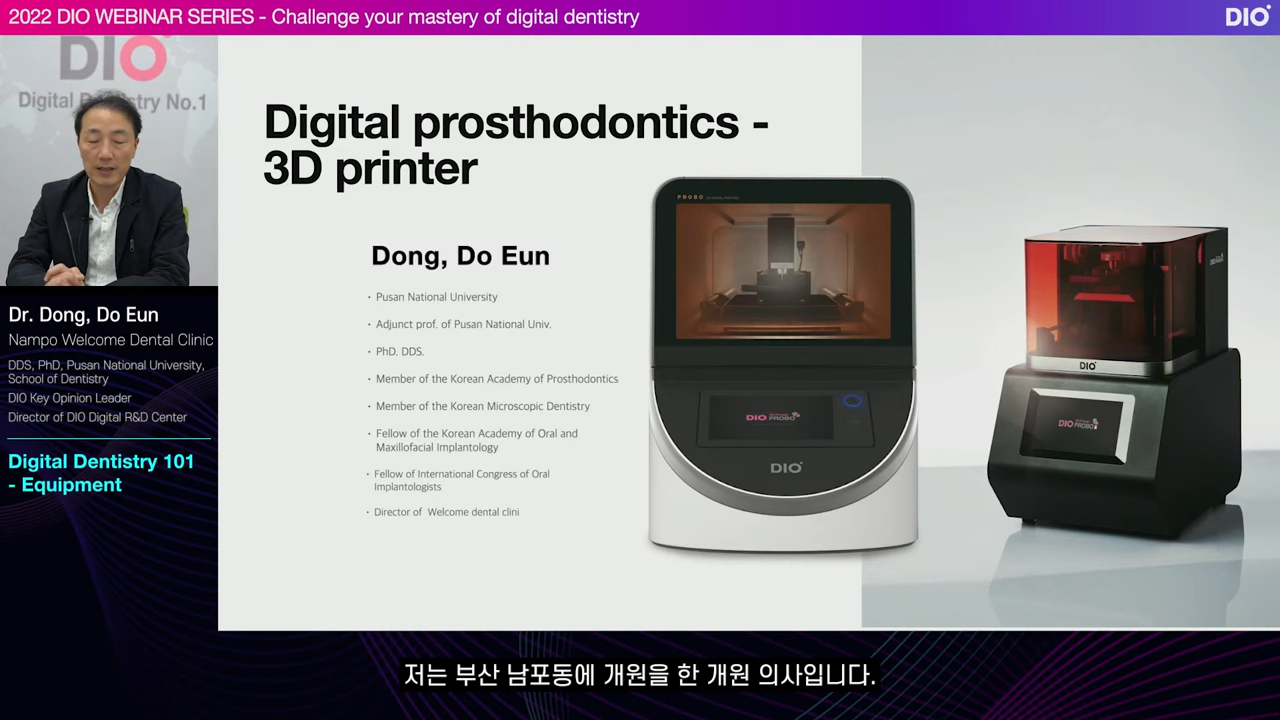 2022 DIO WEBINAR SERIES - Challenge your mastery of digital dentistry
DIO
DIO
Digital Dentistry No.1
Dr. Dong, Do Eun
Nampo Welcome Dental Clinic
DDS, PhD, Pusan National University,
School of Dentistry
DIO Key Opinion Leader
Director of DIO Digital R&D Center
Digital Dentistry 101
- Equipment
Digital prosthodontics -
3D printer
Dong, Do Eun
· Pusan National University
· Adjunct prof. of Pusan National Univ.
· PhD. DDS.
· Member of the Korean Academy of Prosthodontics
· Member of the Korean Microscopic Dentistry
· Fellow of the Korean Academy of Oral and
Maxillofacial Implantology
· Fellow of International Congress of Oral
Implantologists
· Director of Welcome dental clini
PROBO
DIO PROBO
DIO
DIO
DIO PROBO
저는 부산 남포동에 개원을 한 개원 의사입니다.